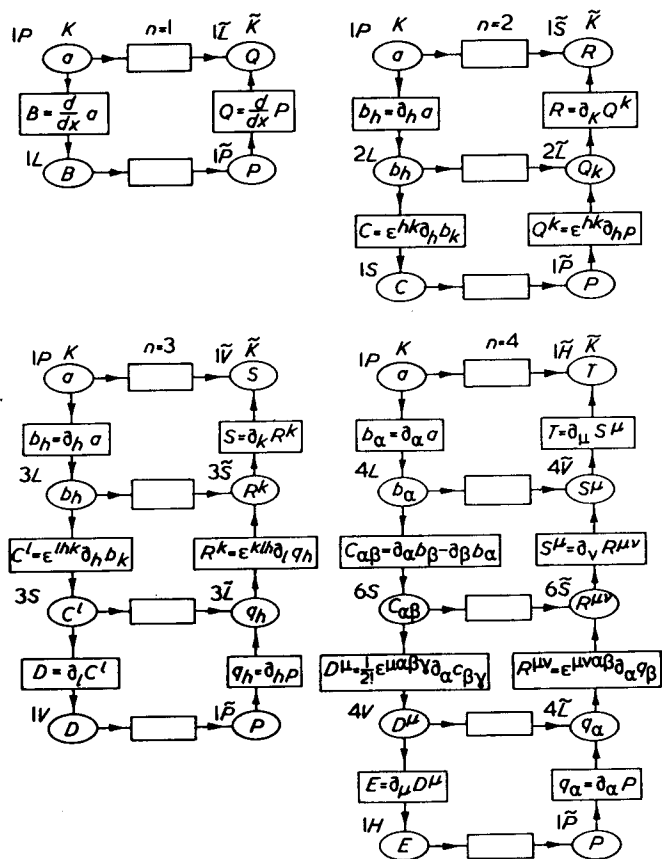 1P K n=1 1L̃ K̃
a Q
B = d/dx a Q = d/dx P
1L 1P̃
B P
1P K n=2 1S̃ K̃
a R
b_h = ∂_h a R = ∂_K Q^k
2L 2L̃
b_h Q_k
C = ε^{hk} ∂_h b_k Q^k = ε^{hk} ∂_h P
1S 1P̃
C P
1P K n=3 1Ṽ K̃
a S
b_h = ∂_h a S = ∂_k R^k
3L 3S̃
b_h R^k
C^l = ε^{lhk} ∂_h b_k R^k = ε^{klh} ∂_l q_h
3S 3L̃
C^l q_h
D = ∂_l C^l q_h = ∂_h P
1V 1P̃
D P
1P K n=4 1H̃ K̃
a T
b_α = ∂_α a T = ∂_μ S^μ
4L 4Ṽ
b_α S^μ
C_{αβ} = ∂_α b_β - ∂_β b_α S^μ = ∂_ν R^{μν}
6S 6S̃
C_{αβ} R^{μν}
D^μ = 1/2! ε^{μαβγ} ∂_α c_{βγ} R^{μν} = ε^{μναβ} ∂_α q_β
4V 4L̃
D^μ q_α
E = ∂_μ D^μ q_α = ∂_α P
1H 1P̃
E P